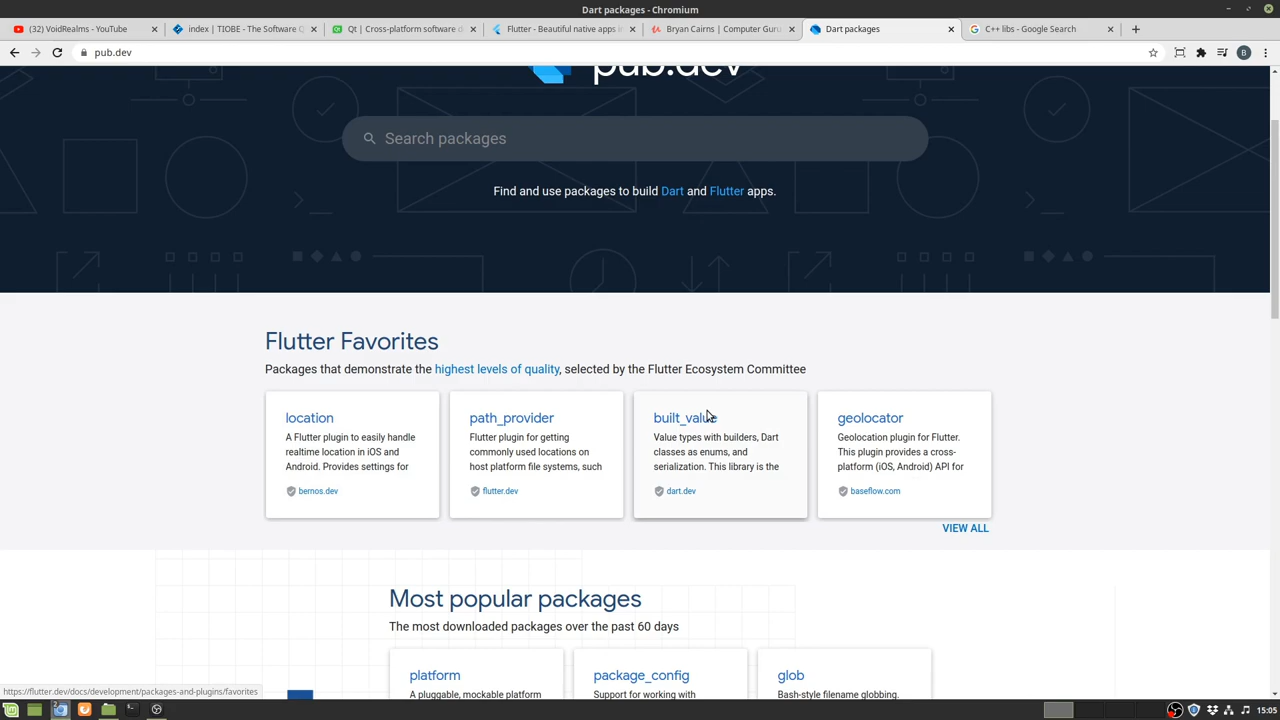 Dart packages - Chromium
(32) VoidRealms - YouTube
index | TIOBE - The Software Q
Qt | Cross-platform software d
Flutter - Beautiful native apps i
Bryan Cairns | Computer Guru
Dart packages
C++ libs - Google Search
pub.dev
B
pub.dev
Search packages
Find and use packages to build Dart and Flutter apps.
Flutter Favorites
Packages that demonstrate the highest levels of quality, selected by the Flutter Ecosystem Committee
location
A Flutter plugin to easily handle
realtime location in iOS and
Android. Provides settings for
bernos.dev
path_provider
Flutter plugin for getting
commonly used locations on
host platform file systems, such
flutter.dev
built_value
Value types with builders, Dart
classes as enums, and
serialization. This library is the
dart.dev
geolocator
Geolocation plugin for Flutter.
This plugin provides a cross-
platform (iOS, Android) API for
baseflow.com
VIEW ALL
Most popular packages
The most downloaded packages over the past 60 days
platform
A pluggable, mockable platform
package_config
Support for working with
glob
Bash-style filename globbing.
https://flutter.dev/docs/development/packages-and-plugins/favorites
15:05